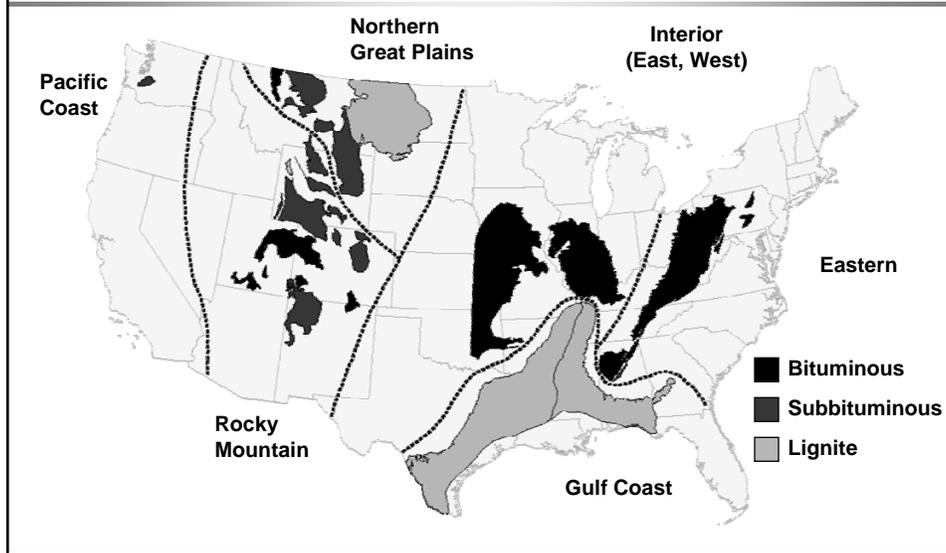 Northern
Great Plains
Interior
(East, West)
Pacific
Coast
Eastern
Bituminous
Subbituminous
Lignite
Rocky
Mountain
Gulf Coast